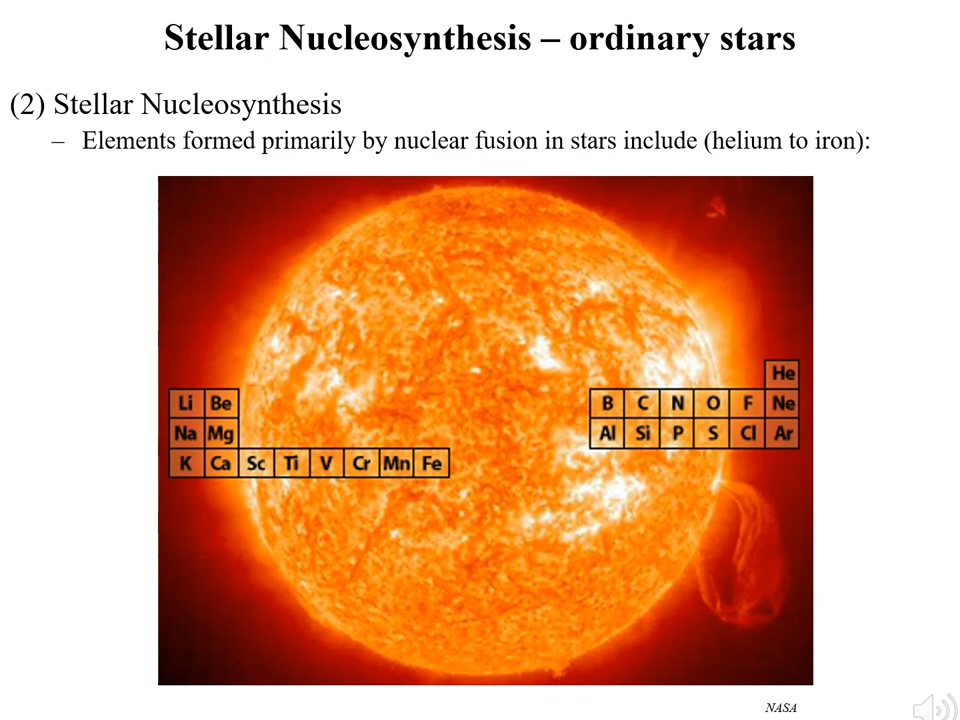 Stellar Nucleosynthesis – ordinary stars
(2) Stellar Nucleosynthesis
– Elements formed primarily by nuclear fusion in stars include (helium to iron):
He
Li Be B C N O F Ne
Na Mg Al Si P S Cl Ar
K Ca Sc Ti V Cr Mn Fe
NASA